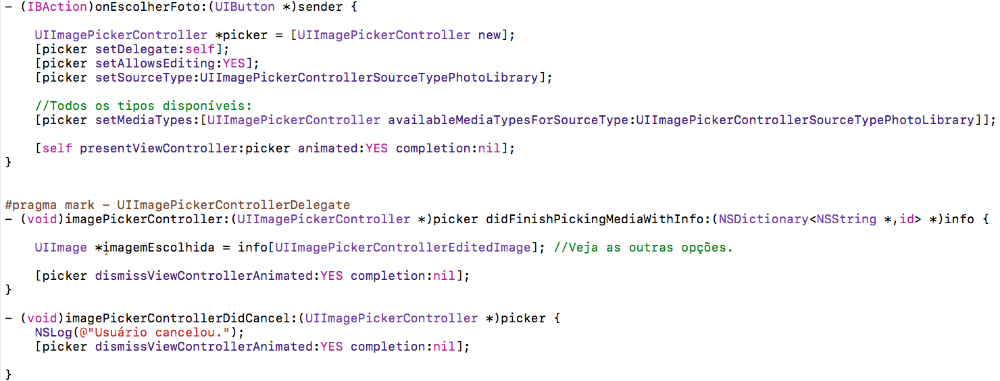 - (IBAction)onEscolherFoto:(UIButton *)sender {
UIImagePickerController *picker = [UIImagePickerController new];
[picker setDelegate:self];
[picker setAllowsEditing:YES];
[picker setSourceType:UIImagePickerControllerSourceTypePhotoLibrary];
//Todos os tipos disponíveis:
[picker setMediaTypes:[UIImagePickerController availableMediaTypesForSourceType:UIImagePickerControllerSourceTypePhotoLibrary]];
[self presentViewController:picker animated:YES completion:nil];
}
#pragma mark - UIImagePickerControllerDelegate
- (void)imagePickerController:(UIImagePickerController *)picker didFinishPickingMediaWithInfo:(NSDictionary<NSString *,id> *)info {
UIImage *imagemEscolhida = info[UIImagePickerControllerEditedImage]; //Veja as outras opções.
[picker dismissViewControllerAnimated:YES completion:nil];
}
- (void)imagePickerControllerDidCancel:(UIImagePickerController *)picker {
NSLog(@"Usuário cancelou.");
[picker dismissViewControllerAnimated:YES completion:nil];
}